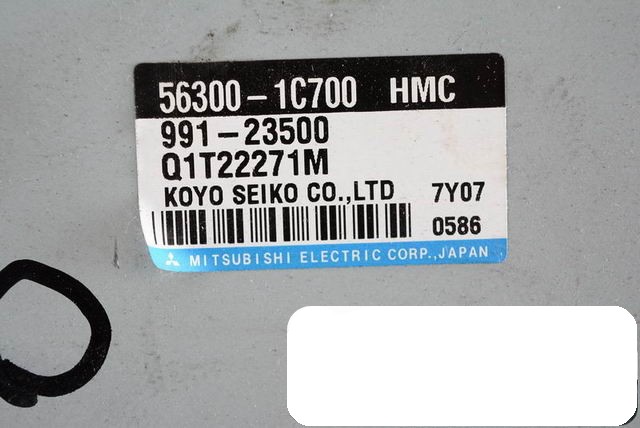 56300-1C700 HMC
991-23500
Q1T22271M
KOYO SEIKO CO.,LTD 7Y07
0586
MITSUBISHI ELECTRIC CORP.,JAPAN